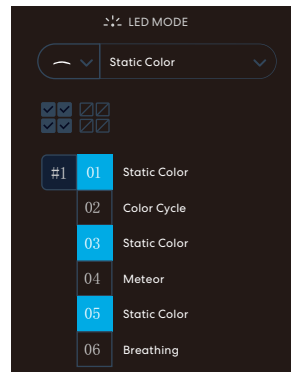 LED MODE
Static Color
#1 01 Static Color
02 Color Cycle
03 Static Color
04 Meteor
05 Static Color
06 Breathing